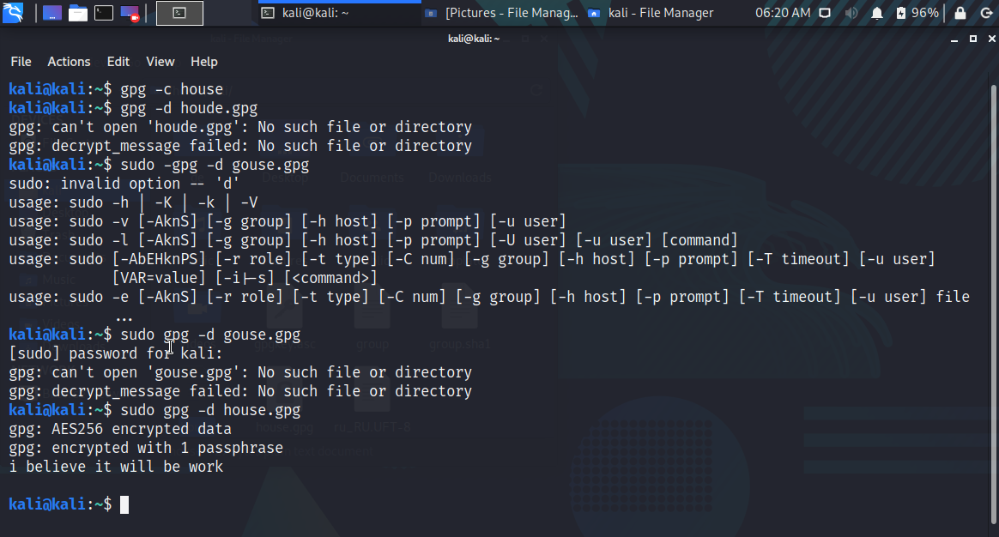 kali@kali: ~
[Pictures - File Manag...
kali - File Manager
06:20 AM
96%
kali@kali: ~
File Actions Edit View Help
kali@kali:~$ gpg -c house
kali@kali:~$ gpg -d houde.gpg
gpg: can't open 'houde.gpg': No such file or directory
gpg: decrypt_message failed: No such file or directory
kali@kali:~$ sudo -gpg -d gouse.gpg
sudo: invalid option -- 'd'
usage: sudo -h | -K | -k | -V
usage: sudo -v [-AknS] [-g group] [-h host] [-p prompt] [-u user]
usage: sudo -l [-AknS] [-g group] [-h host] [-p prompt] [-U user] [-u user] [command]
usage: sudo [-AbEHknPS] [-r role] [-t type] [-C num] [-g group] [-h host] [-p prompt] [-T timeout] [-u user]
[VAR=value] [-i|-s] [<command>]
usage: sudo -e [-AknS] [-r role] [-t type] [-C num] [-g group] [-h host] [-p prompt] [-T timeout] [-u user] file
...
kali@kali:~$ sudo gpg -d gouse.gpg
[sudo] password for kali:
gpg: can't open 'gouse.gpg': No such file or directory
gpg: decrypt_message failed: No such file or directory
kali@kali:~$ sudo gpg -d house.gpg
gpg: AES256 encrypted data
gpg: encrypted with 1 passphrase
i believe it will be work
kali@kali:~$